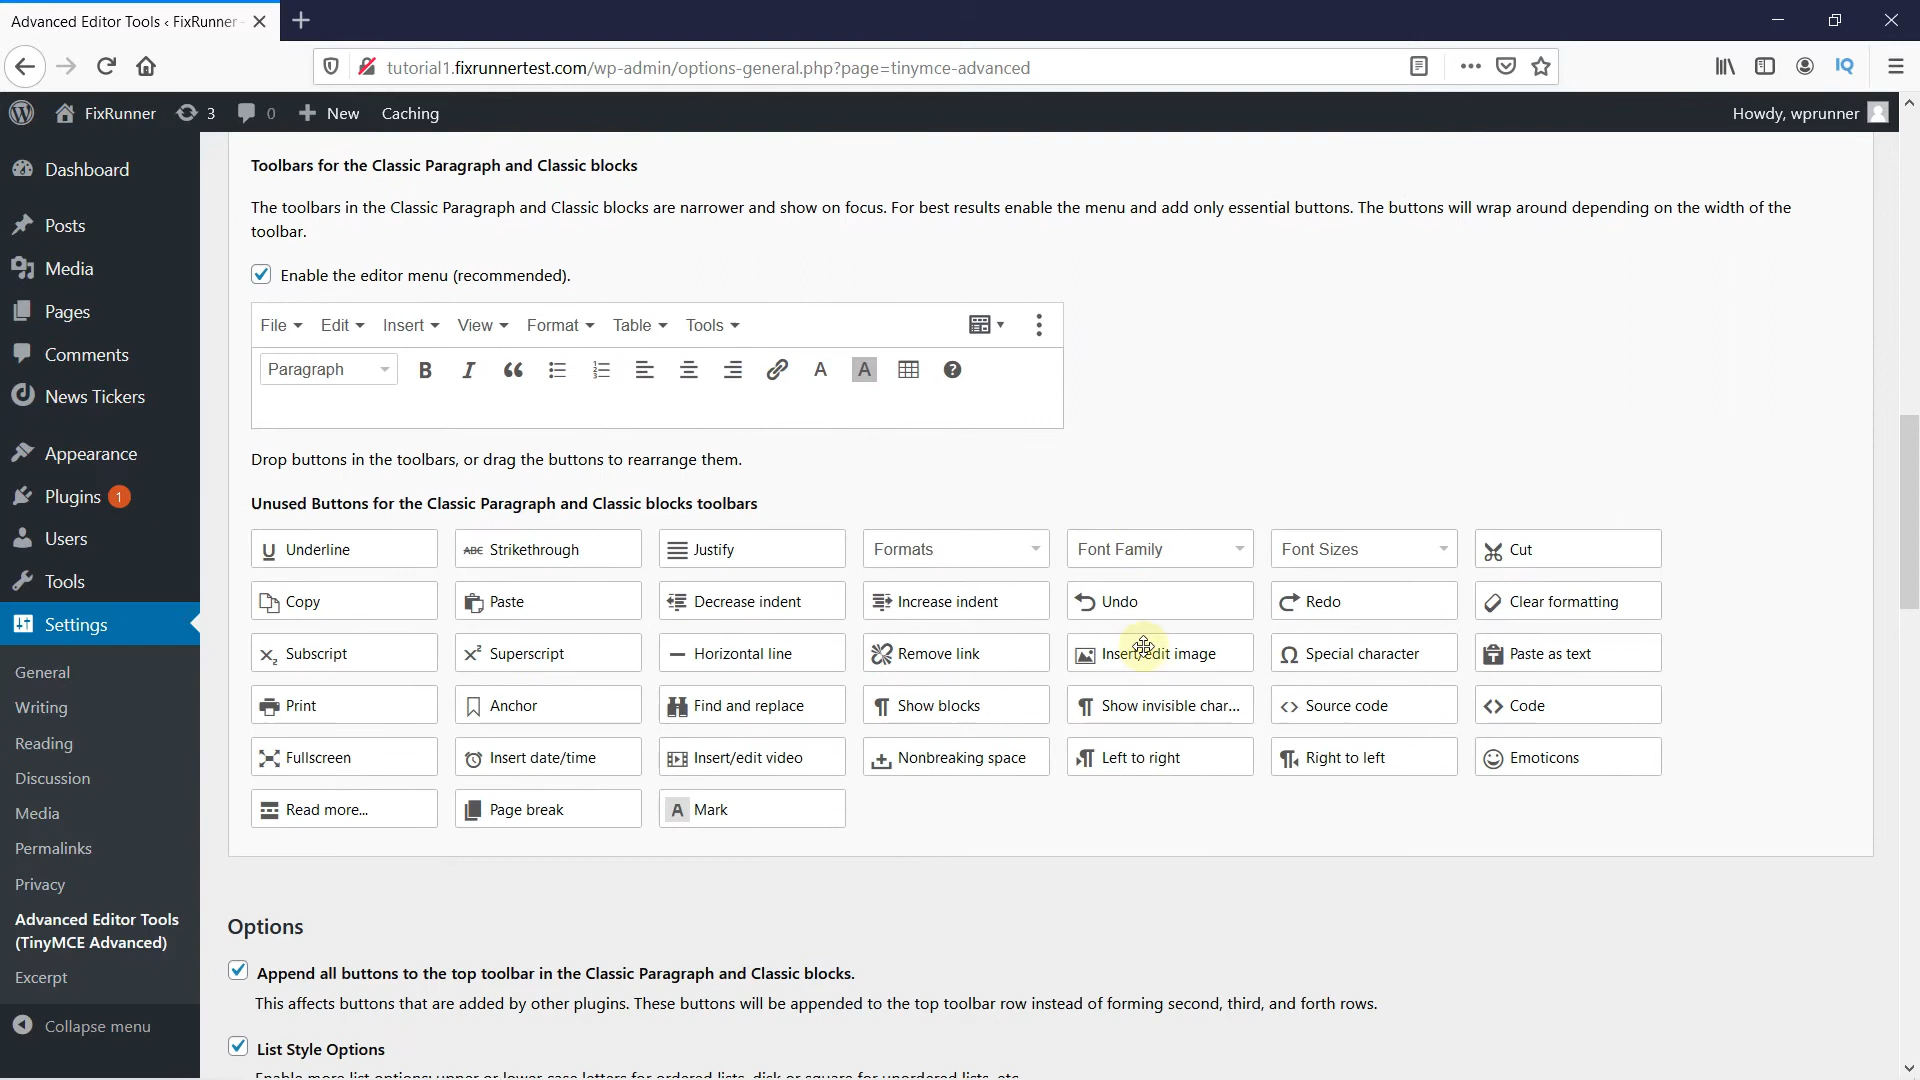 Advanced Editor Tools ‹ FixRunner -
tutorial1.fixrunnertest.com/wp-admin/options-general.php?page=tinymce-advanced
IQ
FixRunner 3 0 New Caching Howdy, wprunner
Dashboard
Posts
Media
Pages
Comments
News Tickers
Appearance
Plugins 1
Users
Tools
Settings
General
Writing
Reading
Discussion
Media
Permalinks
Privacy
Advanced Editor Tools
(TinyMCE Advanced)
Excerpt
Collapse menu
Toolbars for the Classic Paragraph and Classic blocks
The toolbars in the Classic Paragraph and Classic blocks are narrower and show on focus. For best results enable the menu and add only essential buttons. The buttons will wrap around depending on the width of the
toolbar.
Enable the editor menu (recommended).
File Edit Insert View Format Table Tools
Paragraph B I A A
Drop buttons in the toolbars, or drag the buttons to rearrange them.
Unused Buttons for the Classic Paragraph and Classic blocks toolbars
U Underline ABC Strikethrough Justify Formats Font Family Font Sizes Cut
Copy Paste Decrease indent Increase indent Undo Redo Clear formatting
Subscript Superscript Horizontal line Remove link Insert/edit image Special character Paste as text
Print Anchor Find and replace Show blocks Show invisible char... Source code Code
Fullscreen Insert date/time Insert/edit video Nonbreaking space Left to right Right to left Emoticons
Read more... Page break A Mark
Options
Append all buttons to the top toolbar in the Classic Paragraph and Classic blocks.
This affects buttons that are added by other plugins. These buttons will be appended to the top toolbar row instead of forming second, third, and forth rows.
List Style Options
Enable more list options: upper or lower case letters for ordered lists, disk or square for unordered lists, etc.